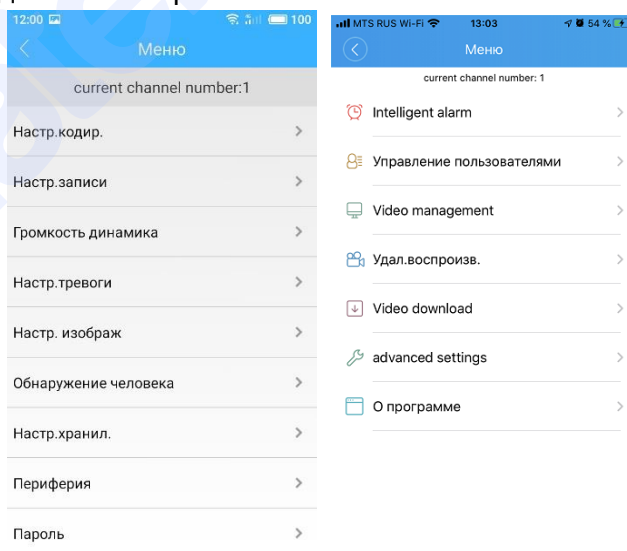 12:00
100
Меню
current channel number:1
Настр.кодир.
Настр.записи
Громкость динамика
Настр.тревоги
Настр. изображ
Обнаружение человека
Настр.хранил.
Периферия
Пароль
MTS RUS Wi-Fi
13:03
54 %
Меню
current channel number: 1
Intelligent alarm
Управление пользователями
Video management
Удал.воспроизв.
Video download
advanced settings
О программе